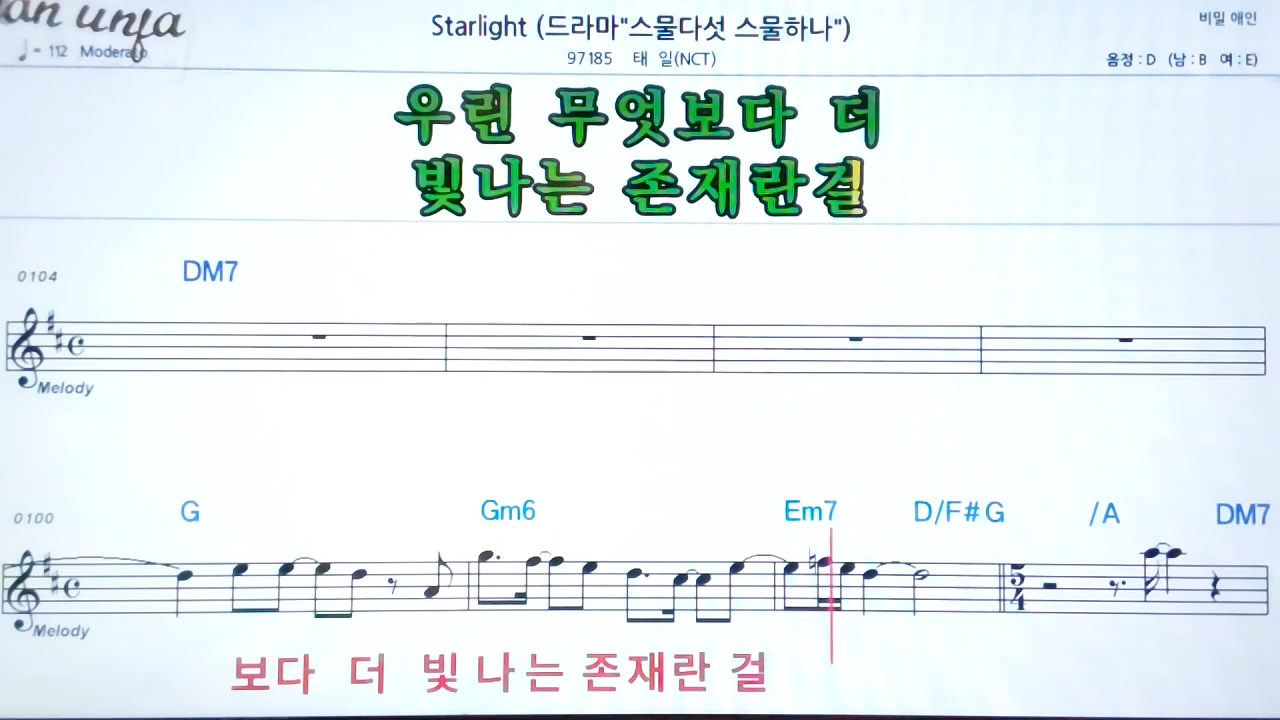 Starlight (드라마"스물다섯 스물하나")
비밀 애인
♩= 112 Moderato
97185 태 일(NCT)
음정 : D (남 : B 여 : E)
우린 무엇보다 더
빛나는 존재란걸
0104 DM7
Melody
0100 G Gm6 Em7 D/F# G /A DM7
5
4
Melody
보다 더 빛 나 는 존 재 란 걸